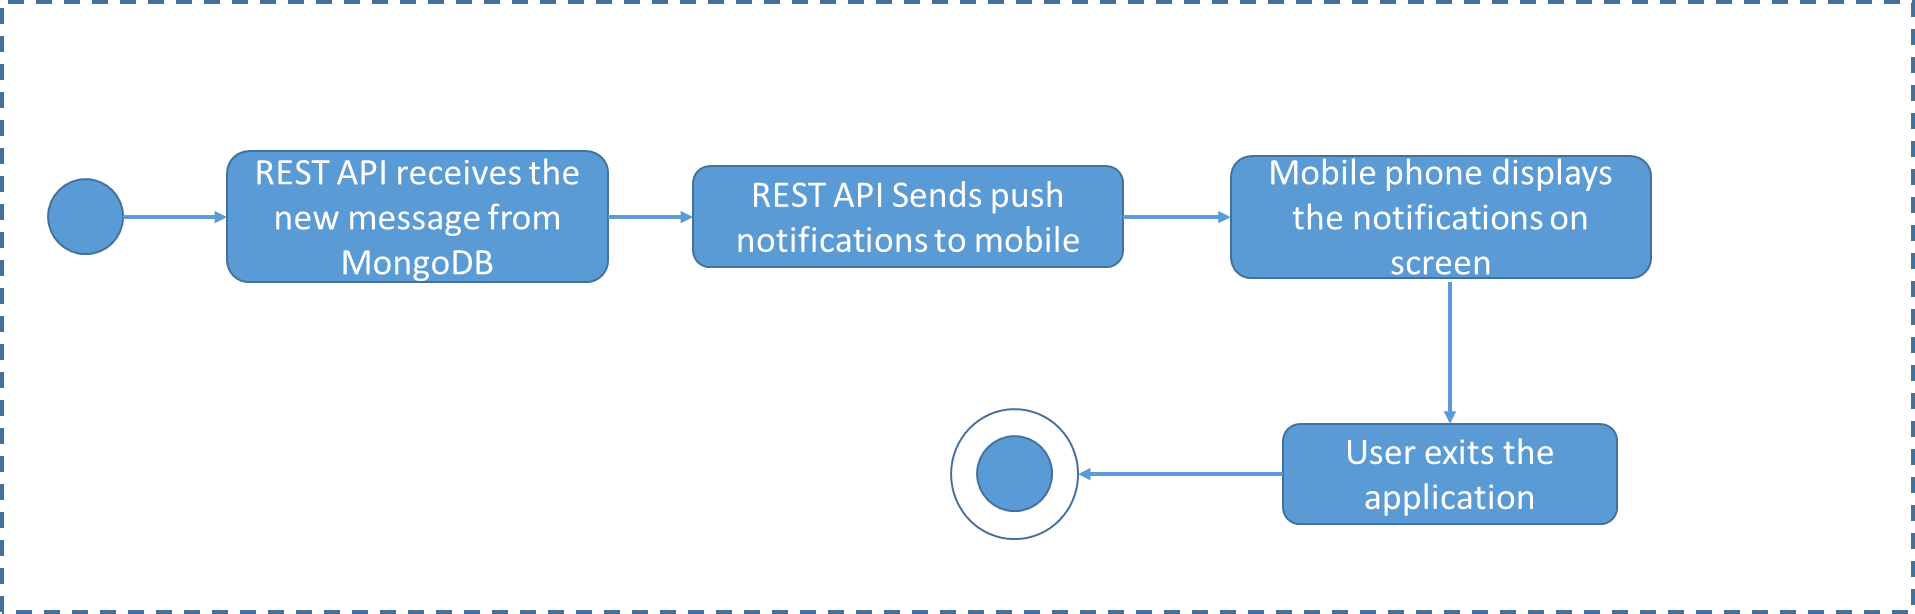 REST API receives the
new message from
MongoDB
REST API Sends push
notifications to mobile
Mobile phone displays
the notifications on
screen
User exits the
application